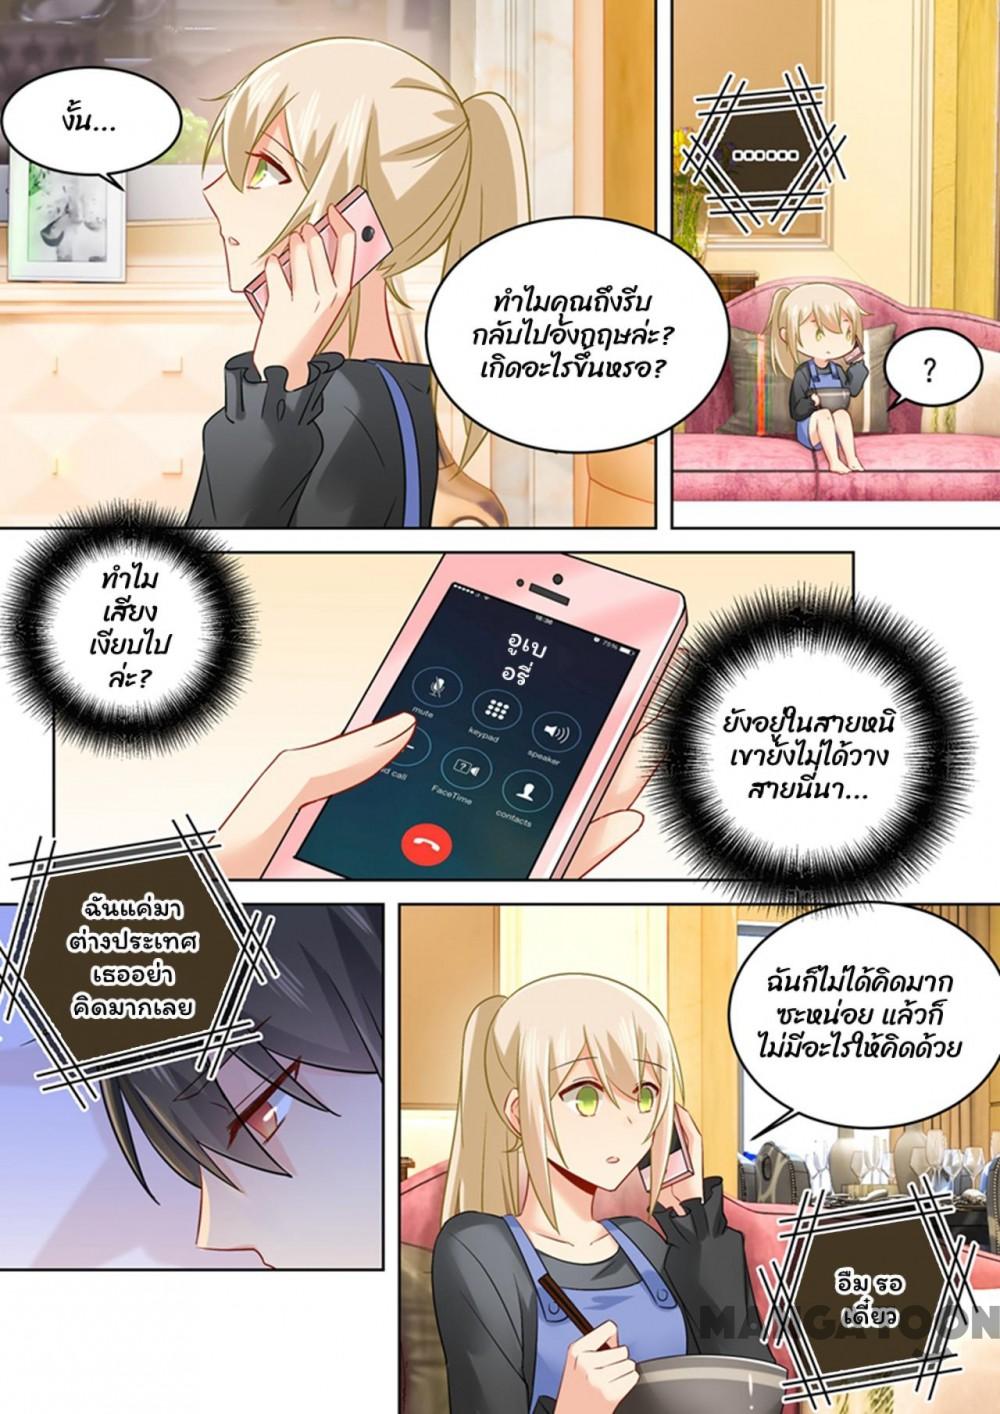 งั้น...
ทำไมคุณถึงรีบ
กลับไปอังกฤษล่ะ?
เกิดอะไรขึ้นหรอ?
......
?
ทำไม
เสียง
เงียบไป
ล่ะ?
16:36
75%
อูเบ
อรี่
mute
keypad
speaker
nd call
FaceTime
contacts
ยังอยู่ในสายหนิ
เขายังไม่ได้วาง
สายนี่นา...
ฉันแค่มา
ต่างประเทศ
เธออย่า
คิดมากเลย
ฉันก็ไม่ได้คิดมาก
ซะหน่อย แล้วก็
ไม่มีอะไรให้คิดด้วย
อืม รอ
เดี๋ยว
MANGATOON